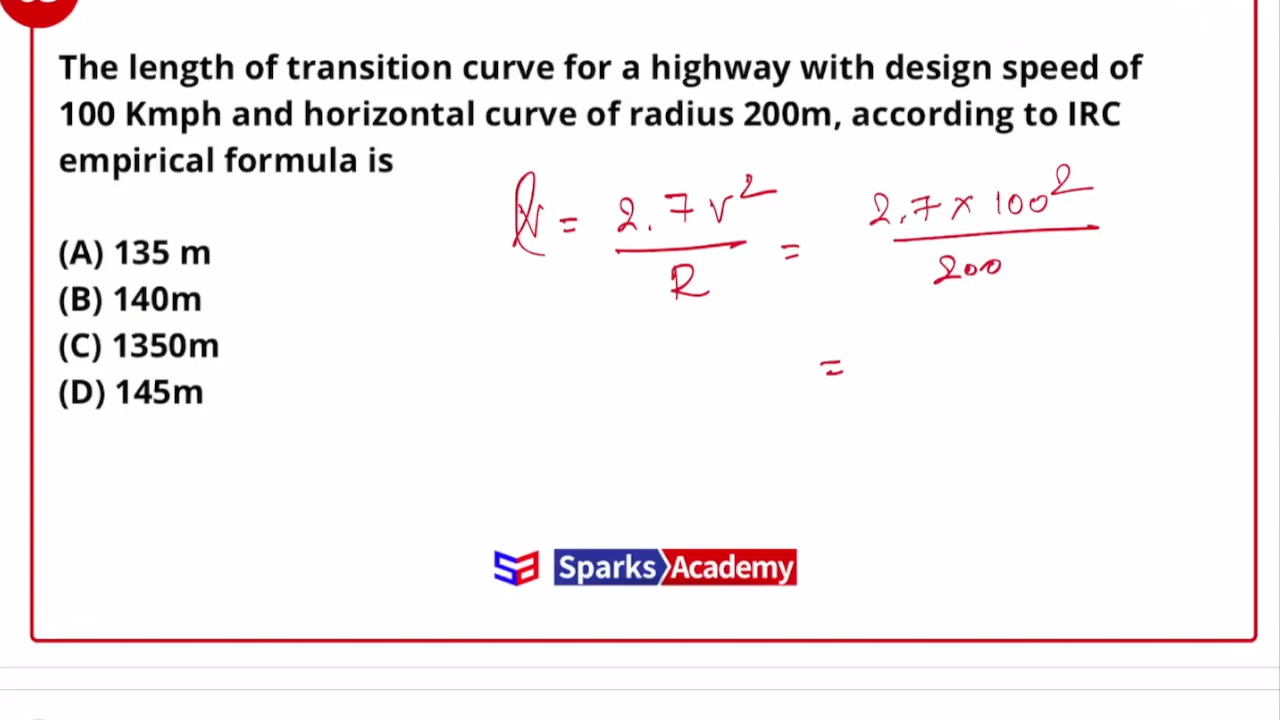 The length of transition curve for a highway with design speed of
100 Kmph and horizontal curve of radius 200m, according to IRC
empirical formula is
= 2.7 v² / R = 2.7 x 100² / 200
=
(A) 135 m
(B) 140m
(C) 1350m
(D) 145m
Sparks Academy